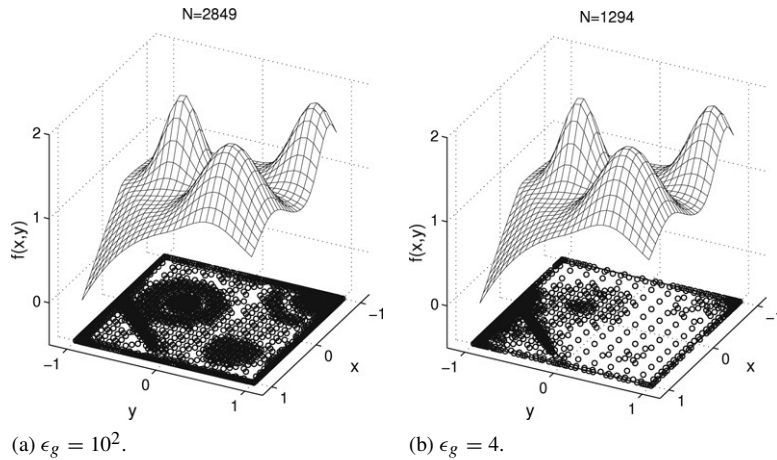 N=2849
2
1
0
f(x,y)
−1
0
1
y
−1
0
1
x
(a) ϵg = 10².
N=1294
2
1
0
f(x,y)
−1
0
1
y
−1
0
1
x
(b) ϵg = 4.